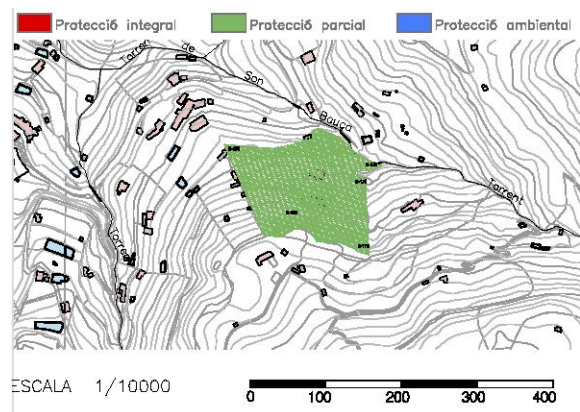 Protecció integral Protecció parcial Protecció ambiental
Torrent de Son Bauça
Torrent
Torrent
ESCALA 1/10000
0 100 200 300 400